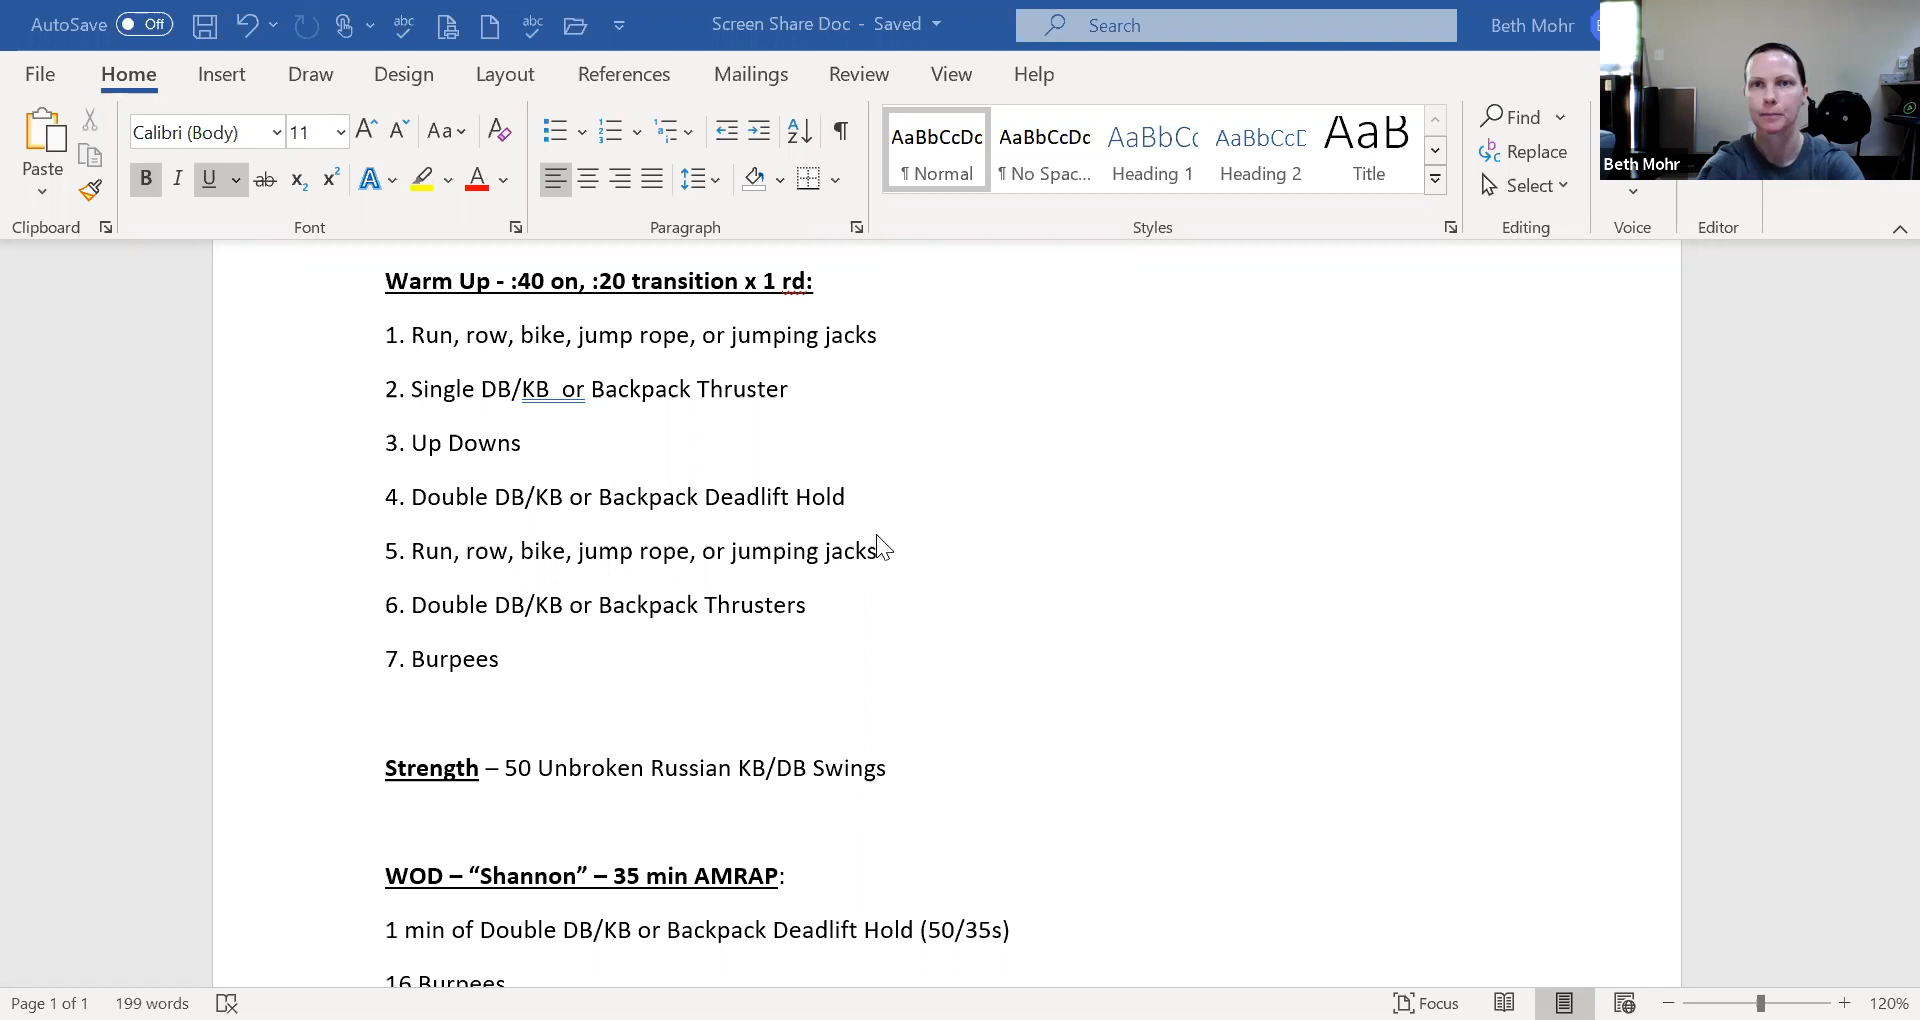 AutoSave Off abc abc Screen Share Doc - Saved Search Beth Mohr
File Home Insert Draw Design Layout References Mailings Review View Help
Calibri (Body) 11 A A Aa A AaBbCcDc AaBbCcDc AaBbCc AaBbCcD AaB Find
Paste B I U ab x2 x2 A A ¶ Normal ¶ No Spac... Heading 1 Heading 2 Title Replace
Select
Beth Mohr
Clipboard Font Paragraph Styles Editing Voice Editor
Warm Up - :40 on, :20 transition x 1 rd:
1. Run, row, bike, jump rope, or jumping jacks
2. Single DB/KB  or Backpack Thruster
3. Up Downs
4. Double DB/KB or Backpack Deadlift Hold
5. Run, row, bike, jump rope, or jumping jacks
6. Double DB/KB or Backpack Thrusters
7. Burpees
Strength – 50 Unbroken Russian KB/DB Swings
WOD – “Shannon” – 35 min AMRAP:
1 min of Double DB/KB or Backpack Deadlift Hold (50/35s)
16 Burpees
Page 1 of 1 199 words Focus 120%